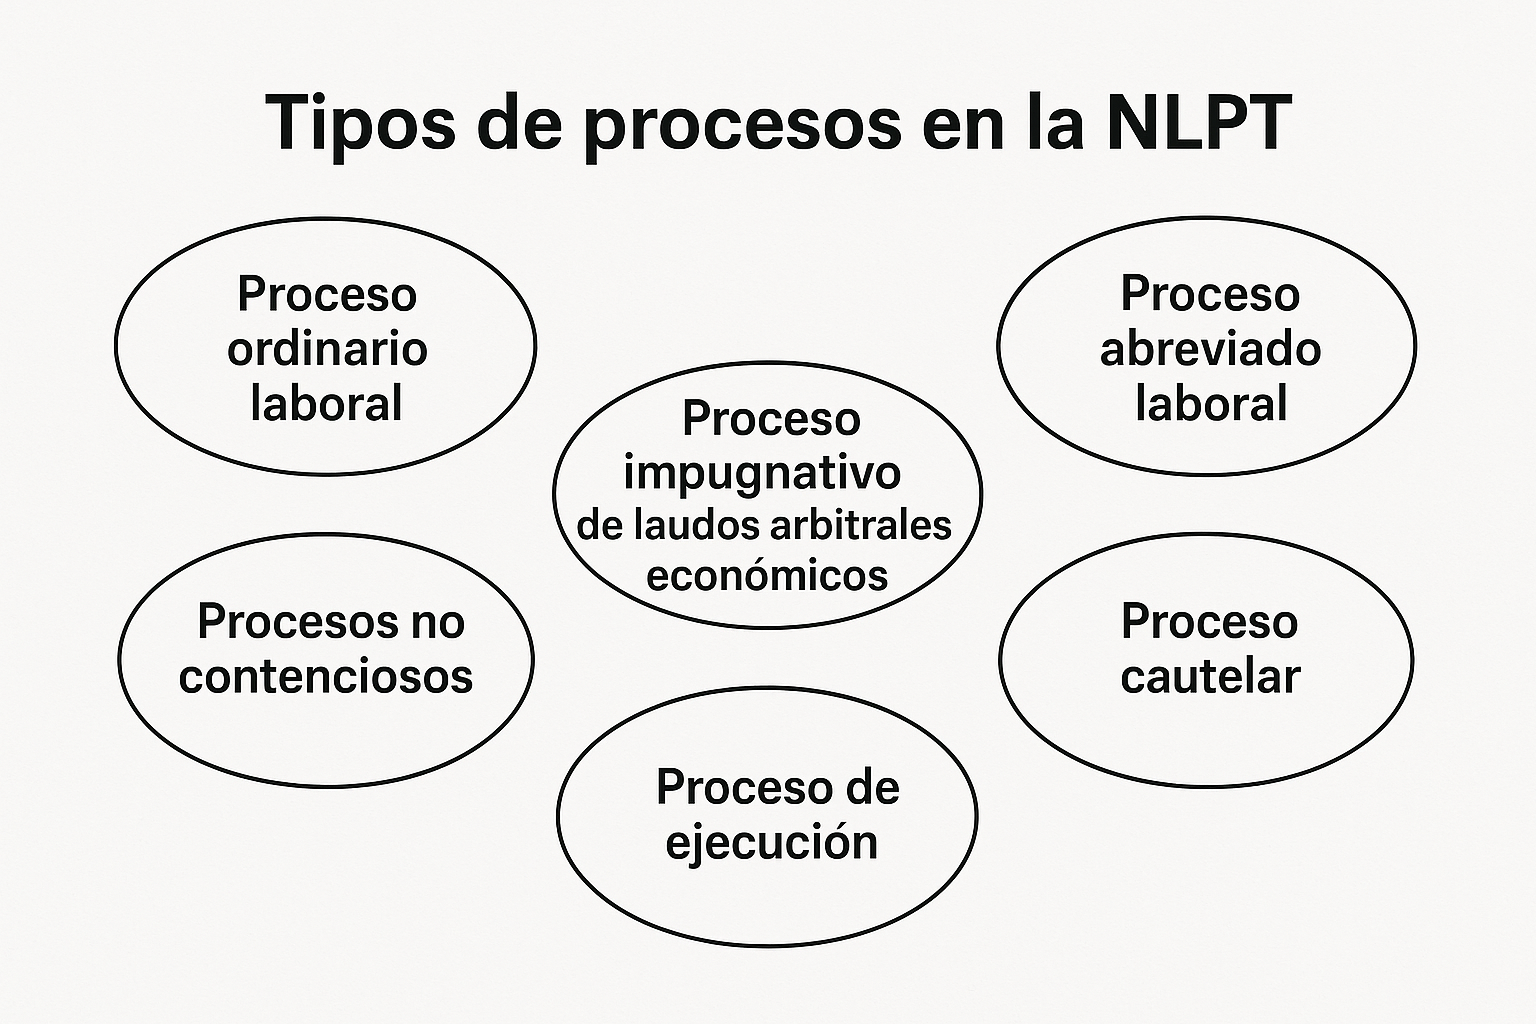 Tipos de procesos en la NLPT
Proceso
ordinario
laboral
Proceso
abreviado
laboral
Proceso
impugnativo
de laudos arbitrales
económicos
Procesos no
contenciosos
Proceso
cautelar
Proceso de
ejecución